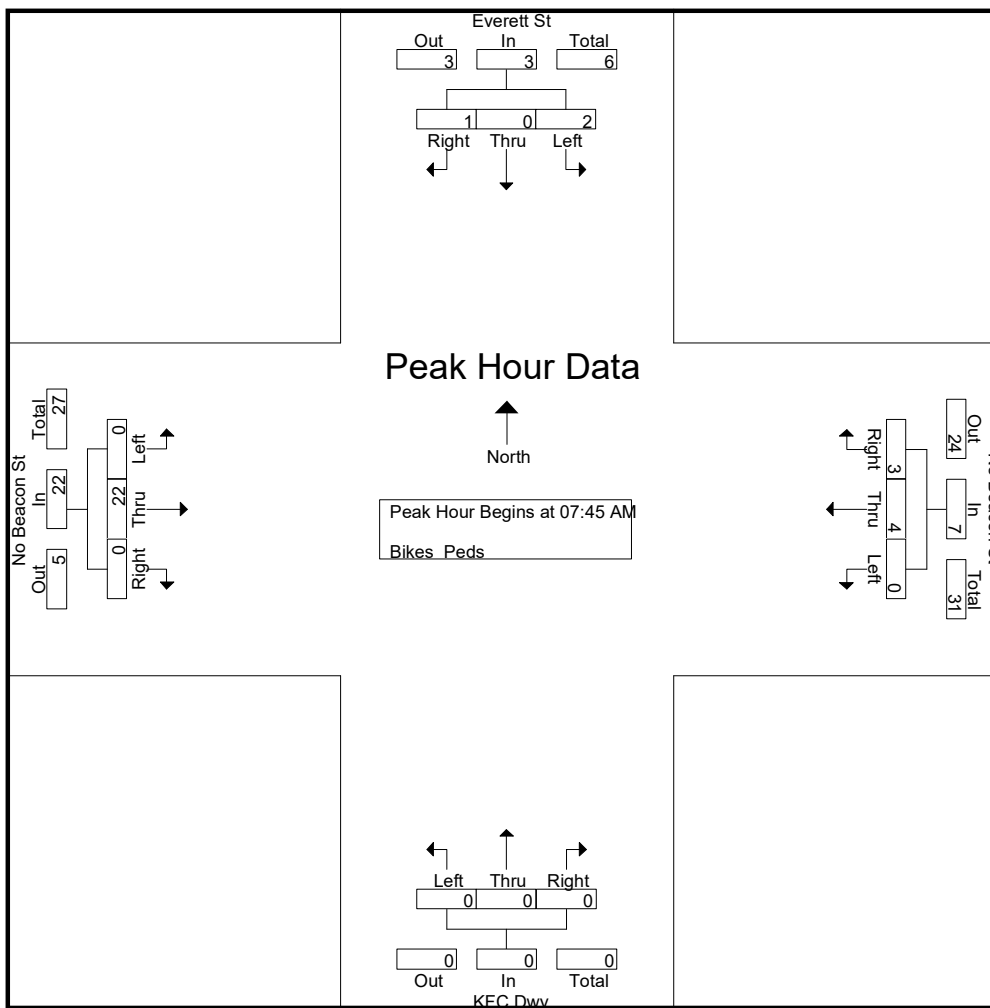 Everett St
Out In Total
3 3 6
1 0 2
Right Thru Left
Peak Hour Data
North
Peak Hour Begins at 07:45 AM
Bikes Peds
No Beacon St
Out In Total
5 22 27
0 22 0
Left Thru Right
Out In Total
24 7 31
3 4 0
Right Thru Left
Left Thru Right
0 0 0
0 0 0
Out In Total
KFC Dwy